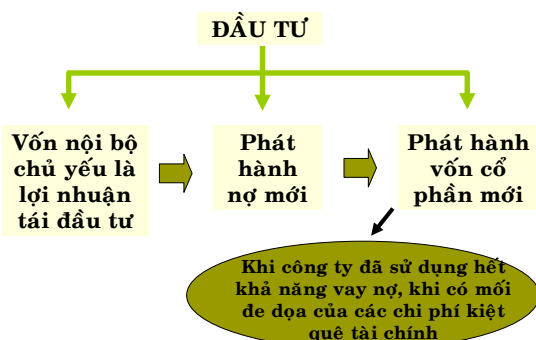 ĐẦU TƯ
Vốn nội bộ
chủ yếu là
lợi nhuận
tái đầu tư
Phát
hành
nợ mới
Phát hành
vốn cổ
phần mới
Khi công ty đã sử dụng hết
khả năng vay nợ, khi có mối
đe dọa của các chi phí kiệt
quệ tài chính